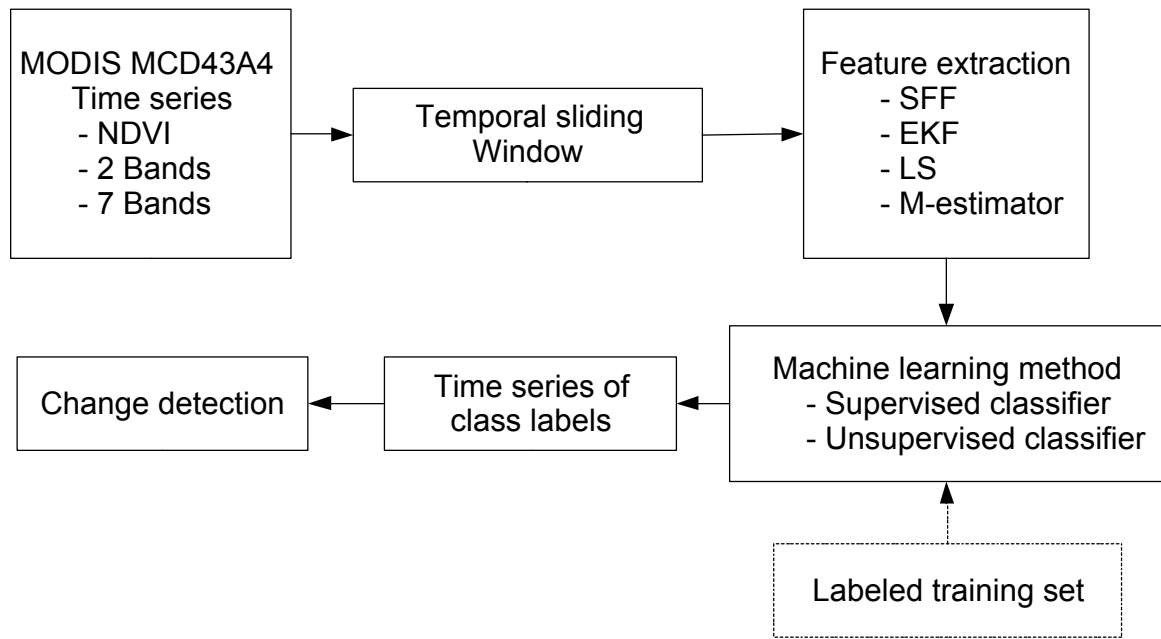 MODIS MCD43A4
Time series
- NDVI
- 2 Bands
- 7 Bands
Temporal sliding
Window
Feature extraction
- SFF
- EKF
- LS
- M-estimator
Machine learning method
- Supervised classifier
- Unsupervised classifier
Time series of
class labels
Change detection
Labeled training set